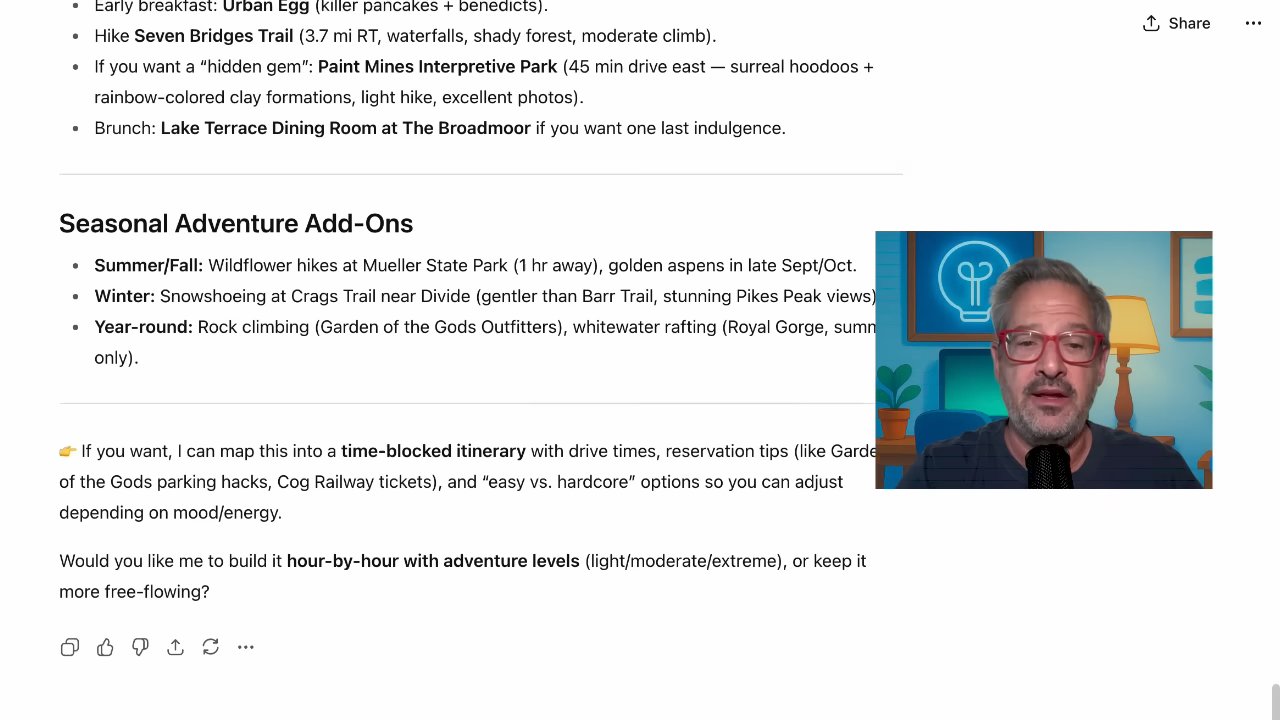 Early breakfast: Urban Egg (killer pancakes + benedicts).
Share
Hike Seven Bridges Trail (3.7 mi RT, waterfalls, shady forest, moderate climb).
If you want a “hidden gem”: Paint Mines Interpretive Park (45 min drive east — surreal hoodoos +
rainbow-colored clay formations, light hike, excellent photos).
Brunch: Lake Terrace Dining Room at The Broadmoor if you want one last indulgence.
Seasonal Adventure Add-Ons
Summer/Fall: Wildflower hikes at Mueller State Park (1 hr away), golden aspens in late Sept/Oct.
Winter: Snowshoeing at Crags Trail near Divide (gentler than Barr Trail, stunning Pikes Peak views)
Year-round: Rock climbing (Garden of the Gods Outfitters), whitewater rafting (Royal Gorge,
only).
👉 If you want, I can map this into a time-blocked itinerary with drive times, reservation tips (like
of the Gods parking hacks, Cog Railway tickets), and “easy vs. hardcore” options so you can adjust
depending on mood/energy.
Would you like me to build it hour-by-hour with adventure levels (light/moderate/extreme), or keep it
more free-flowing?